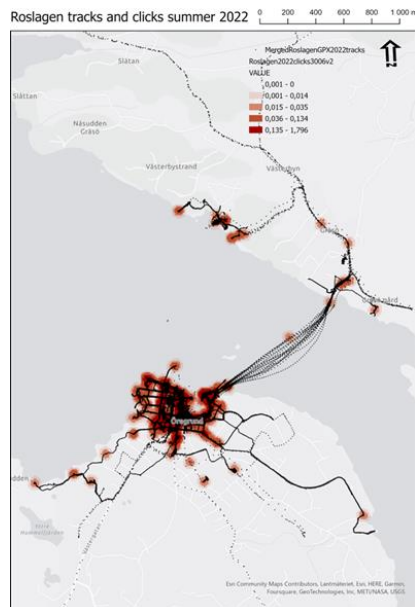 Roslagen tracks and clicks summer 2022
0 200 400 600 800 1 000 m
MergedRoslagenGPX2022tracks
Roslagen2022clicks3006v2
VALUE
0,001 - 0
0,001 - 0,014
0,015 - 0,035
0,036 - 0,134
0,135 - 1,796
Slätan
Slåttan
Näsudden
Gräsö
Västerbystrand
Västerbyn
Öregrund
Västergatan
Esri Community Maps Contributors, Lantmäteriet, Esri, HERE, Garmin,
Foursquare, GeoTechnologies, Inc, METI/NASA, USGS